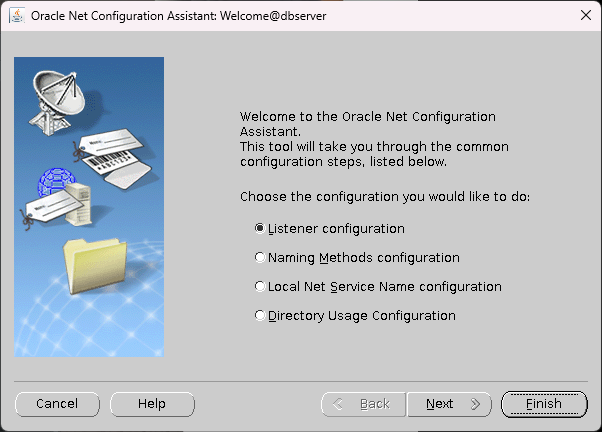 Oracle Net Configuration Assistant: Welcome@dbserver
Welcome to the Oracle Net Configuration
Assistant.
This tool will take you through the common
configuration steps, listed below.
Choose the configuration you would like to do:
Listener configuration
Naming Methods configuration
Local Net Service Name configuration
Directory Usage Configuration
Cancel
Help
Back
Next
Finish